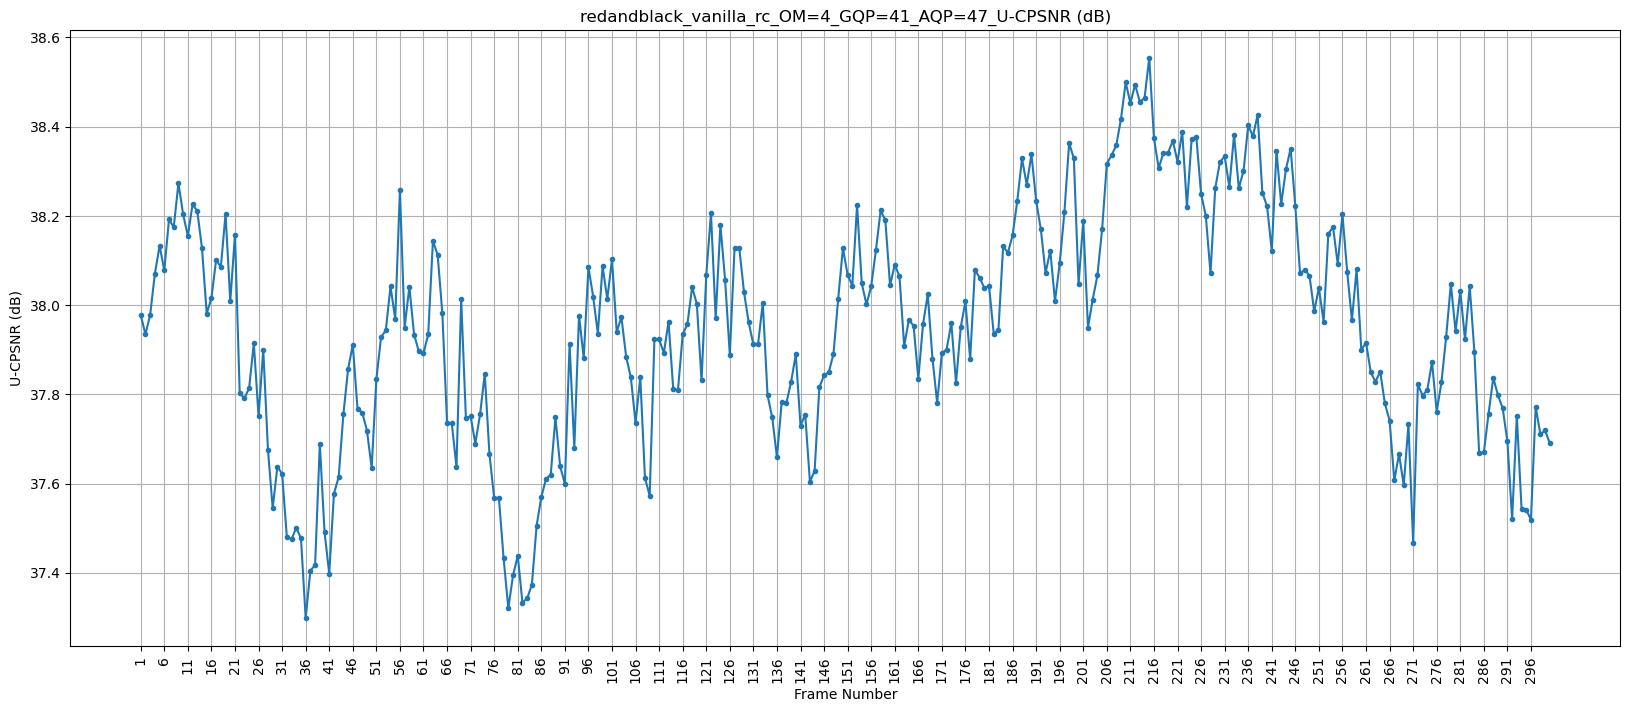 redandblack_vanilla_rc_OM=4_GQP=41_AQP=47_U-CPSNR (dB)
U-CPSNR (dB)
38.6
38.4
38.2
38.0
37.8
37.6
37.4
1 6 11 16 21 26 31 36 41 46 51 56 61 66 71 76 81 86 91 96 101 106 111 116 121 126 131 136 141 146 151 156 161 166 171 176 181 186 191 196 201 206 211 216 221 226 231 236 241 246 251 256 261 266 271 276 281 286 291 296
Frame Number